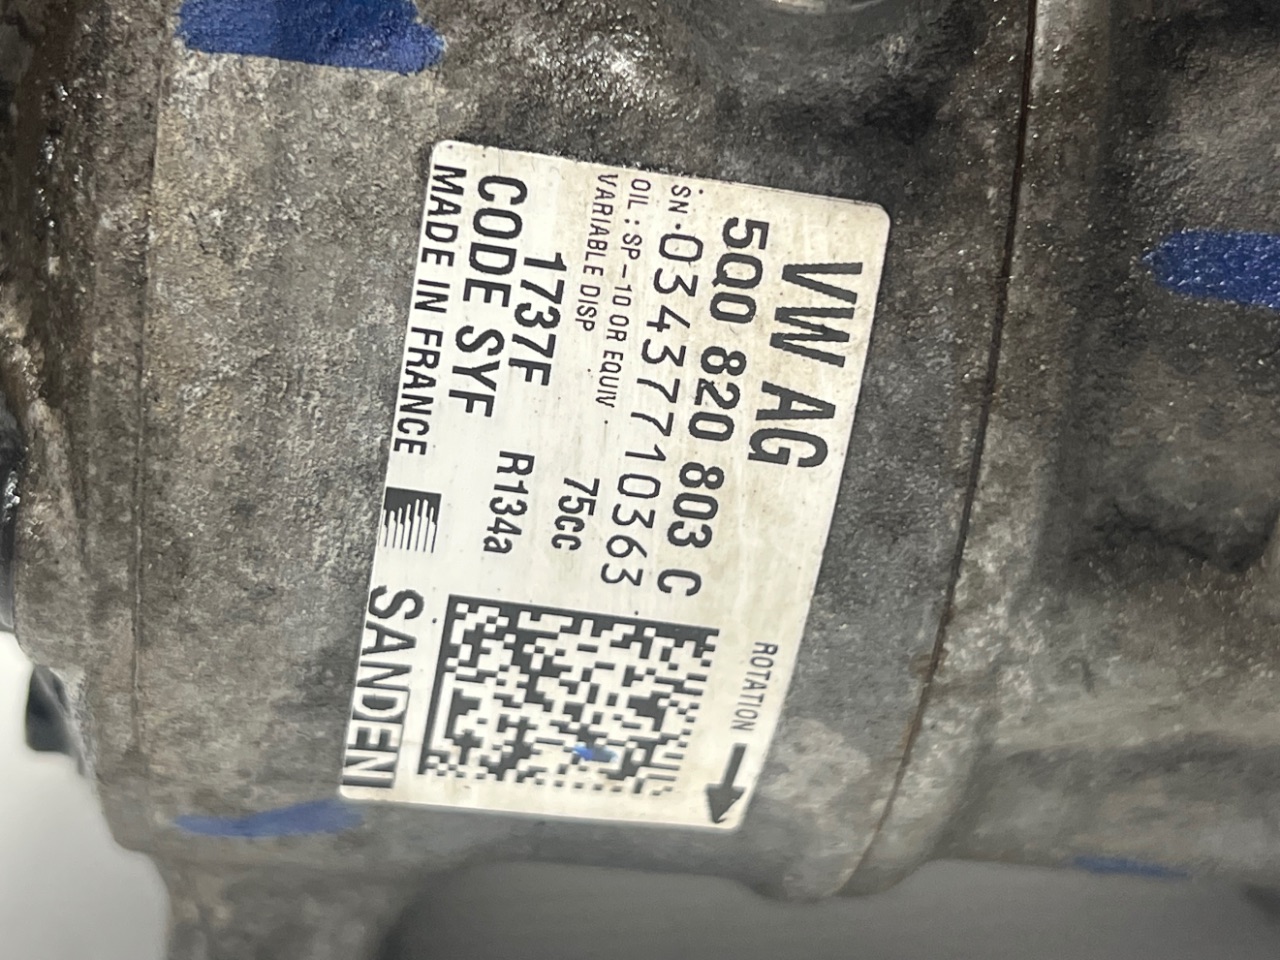 VW AG
5Q0 820 803 C
SN. 03437710363
OIL : SP-10 OR EQUIV.
VARIABLE DISP 75cc
1737F R134a
CODE SYF
MADE IN FRANCE SANDEN
ROTATION